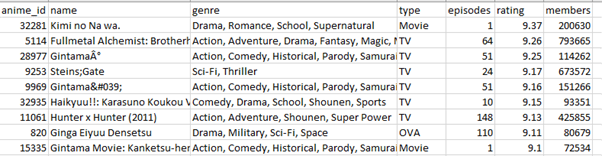 anime_id name genre type episodes rating members
32281 Kimi no Na wa. Drama, Romance, School, Supernatural Movie 1 9.37 200630
5114 Fullmetal Alchemist: Brotherh Action, Adventure, Drama, Fantasy, Magic, M TV 64 9.26 793665
28977 GintamaÂ° Action, Comedy, Historical, Parody, Samurai TV 51 9.25 114262
9253 Steins;Gate Sci-Fi, Thriller TV 24 9.17 673572
9969 Gintama&#039; Action, Comedy, Historical, Parody, Samurai TV 51 9.16 151266
32935 Haikyuu!!: Karasuno Koukou V Comedy, Drama, School, Shounen, Sports TV 10 9.15 93351
11061 Hunter x Hunter (2011) Action, Adventure, Shounen, Super Power TV 148 9.13 425855
820 Ginga Eiyuu Densetsu Drama, Military, Sci-Fi, Space OVA 110 9.11 80679
15335 Gintama Movie: Kanketsu-hen Action, Comedy, Historical, Parody, Samurai Movie 1 9.1 72534